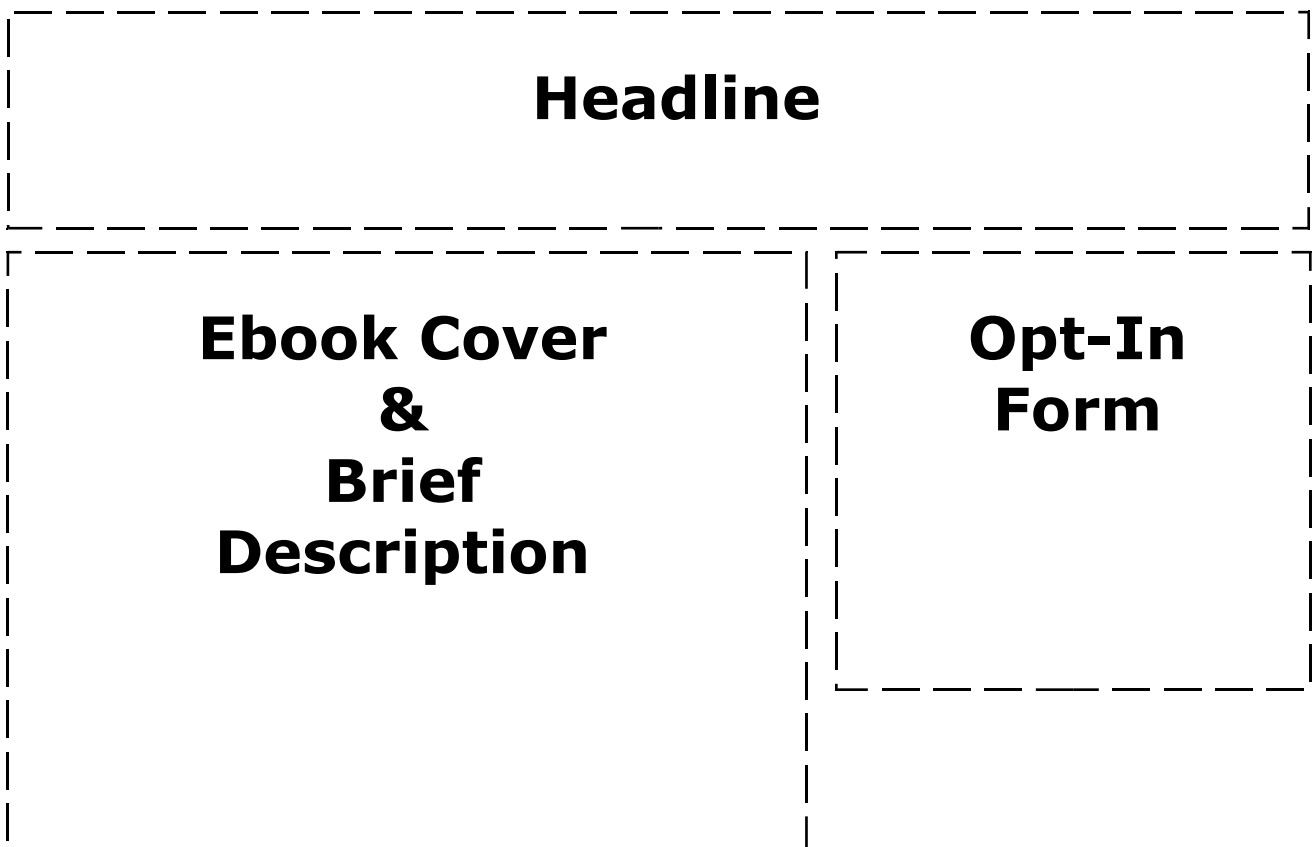 Headline
Ebook Cover
&
Brief
Description
Opt-In
Form